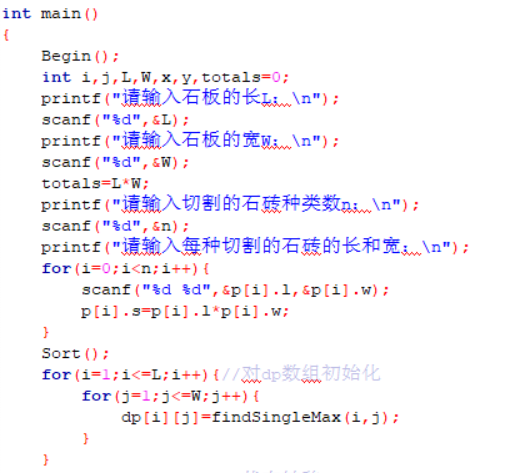 int main()
{
Begin();
int i,j,L,W,x,y,totals=0;
printf("请输入石板的长L：\n");
scanf("%d",&L);
printf("请输入石板的宽W：\n");
scanf("%d",&W);
totals=L*W;
printf("请输入切割的石砖种类数n：\n");
scanf("%d",&n);
printf("请输入每种切割的石砖的长和宽：\n");
for(i=0;i<n;i++){
scanf("%d %d",&p[i].l,&p[i].w);
p[i].s=p[i].l*p[i].w;
}
Sort();
for(i=1;i<=L;i++){//对dp数组初始化
for(j=1;j<=W;j++){
dp[i][j]=findSingleMax(i,j);
}
}